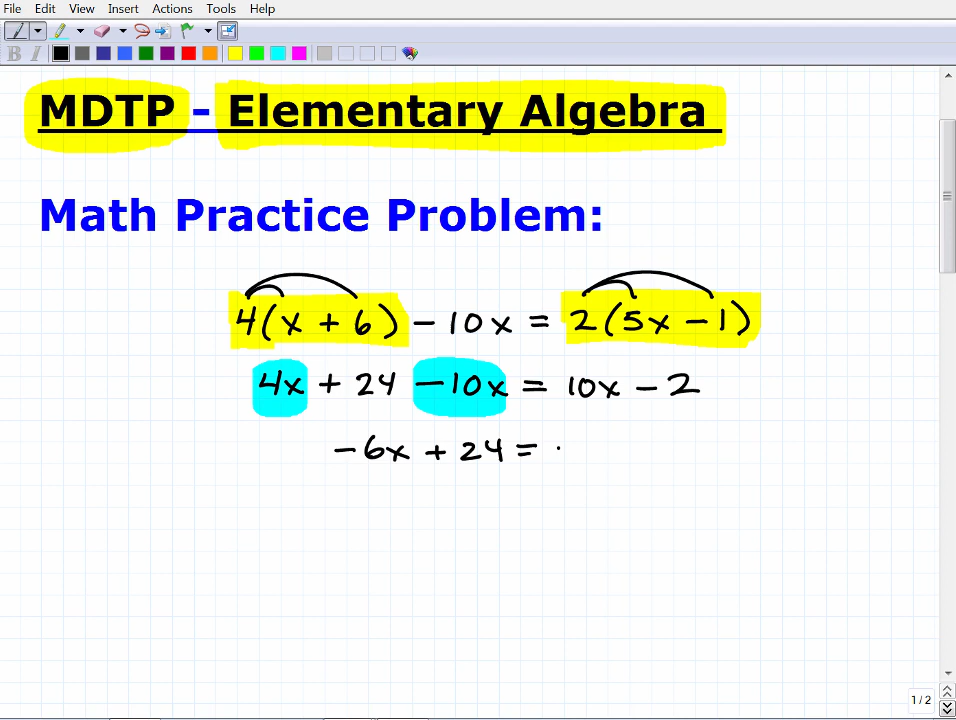 File Edit View Insert Actions Tools Help
B I
MDTP - Elementary Algebra
Math Practice Problem:
4(x + 6) - 10x = 2(5x - 1)
4x + 24 - 10x = 10x - 2
-6x + 24 =
1 / 2